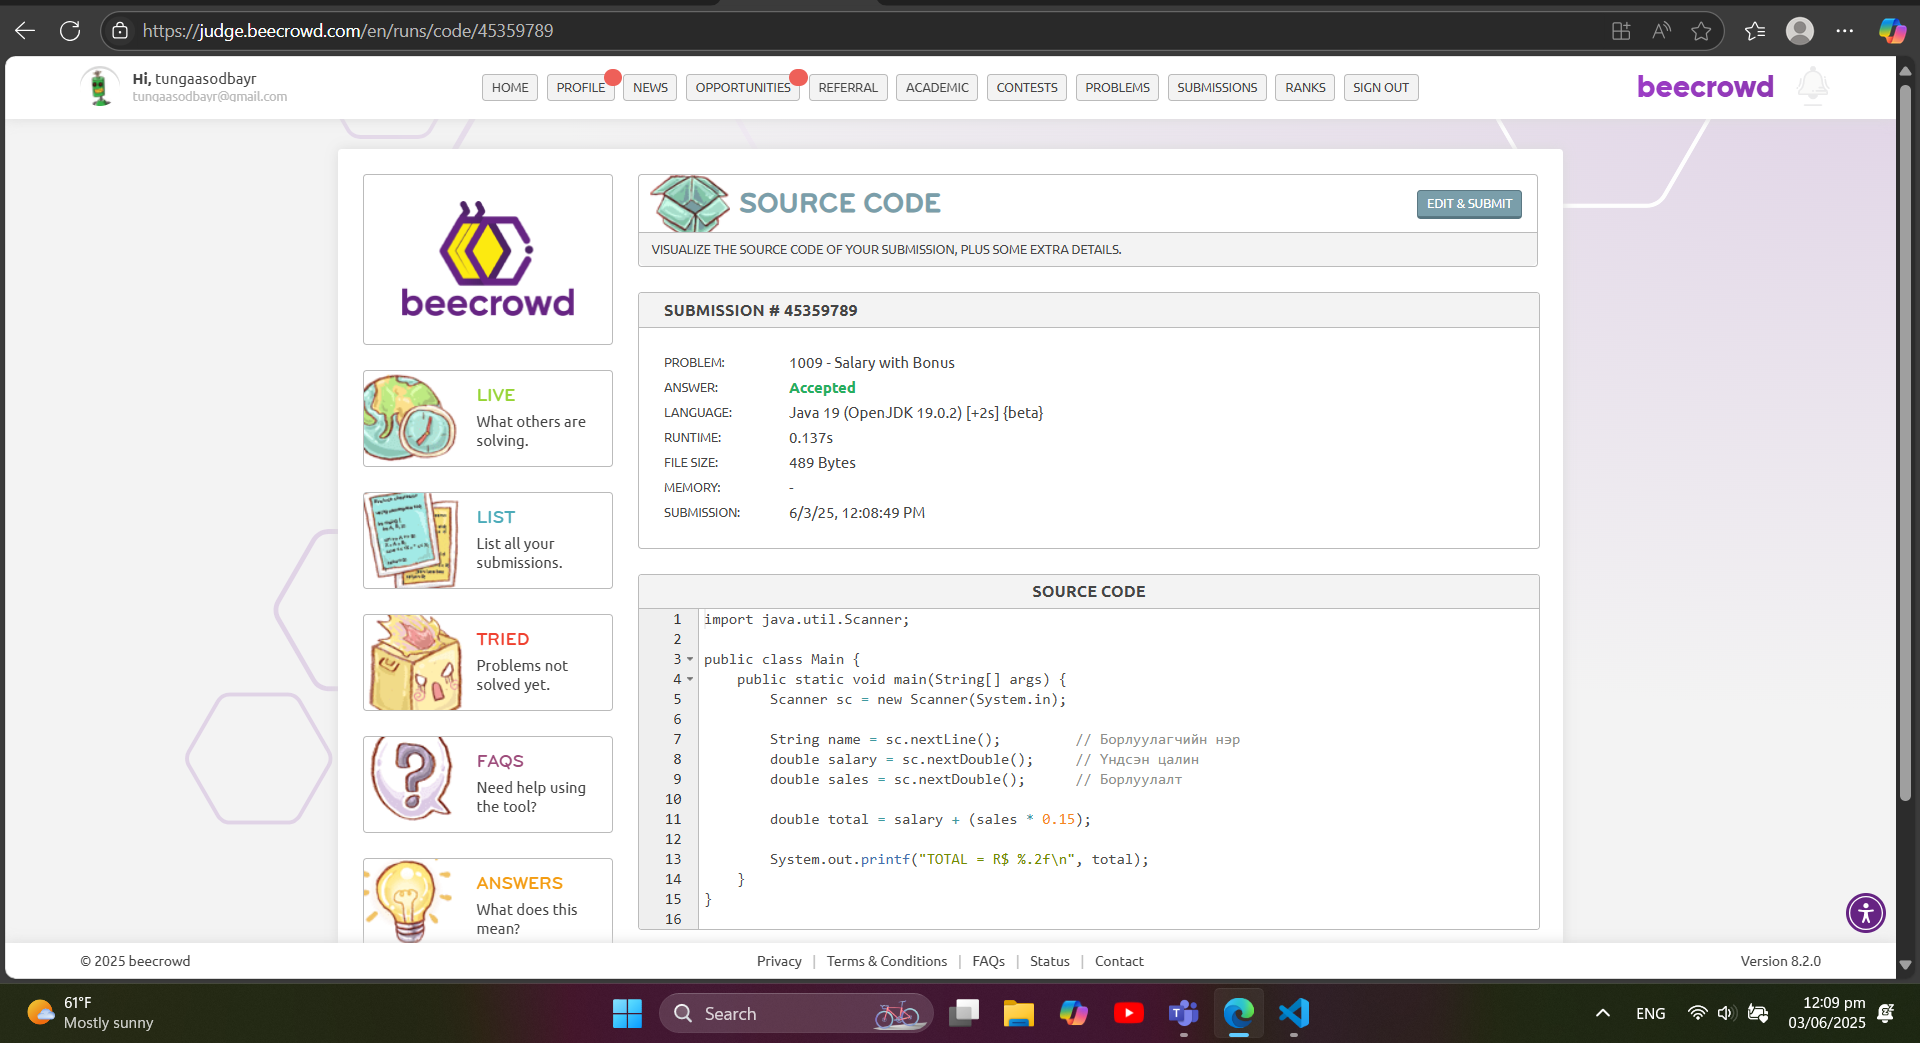 https://judge.beecrowd.com/en/runs/code/45359789
Hi, tungaasodbayr
tungaasodbayr@gmail.com
HOME
PROFILE
NEWS
OPPORTUNITIES
REFERRAL
ACADEMIC
CONTESTS
PROBLEMS
SUBMISSIONS
RANKS
SIGN OUT
beecrowd
beecrowd
SOURCE CODE
EDIT & SUBMIT
VISUALIZE THE SOURCE CODE OF YOUR SUBMISSION, PLUS SOME EXTRA DETAILS.
SUBMISSION # 45359789
PROBLEM: 1009 - Salary with Bonus
ANSWER: Accepted
LANGUAGE: Java 19 (OpenJDK 19.0.2) [+2s] {beta}
RUNTIME: 0.137s
FILE SIZE: 489 Bytes
MEMORY: -
SUBMISSION: 6/3/25, 12:08:49 PM
LIVE
What others are
solving.
LIST
List all your
submissions.
TRIED
Problems not
solved yet.
FAQS
Need help using
the tool?
ANSWERS
What does this
mean?
SOURCE CODE
1 import java.util.Scanner;
2
3 public class Main {
4 public static void main(String[] args) {
5 Scanner sc = new Scanner(System.in);
6
7 String name = sc.nextLine(); // Борлуулагчийн нэр
8 double salary = sc.nextDouble(); // Үндсэн цалин
9 double sales = sc.nextDouble(); // Борлуулалт
10
11 double total = salary + (sales * 0.15);
12
13 System.out.printf("TOTAL = R$ %.2f\n", total);
14 }
15 }
16
© 2025 beecrowd
Privacy | Terms & Conditions | FAQs | Status | Contact
Version 8.2.0
61°F
Mostly sunny
Search
ENG
12:09 pm
03/06/2025